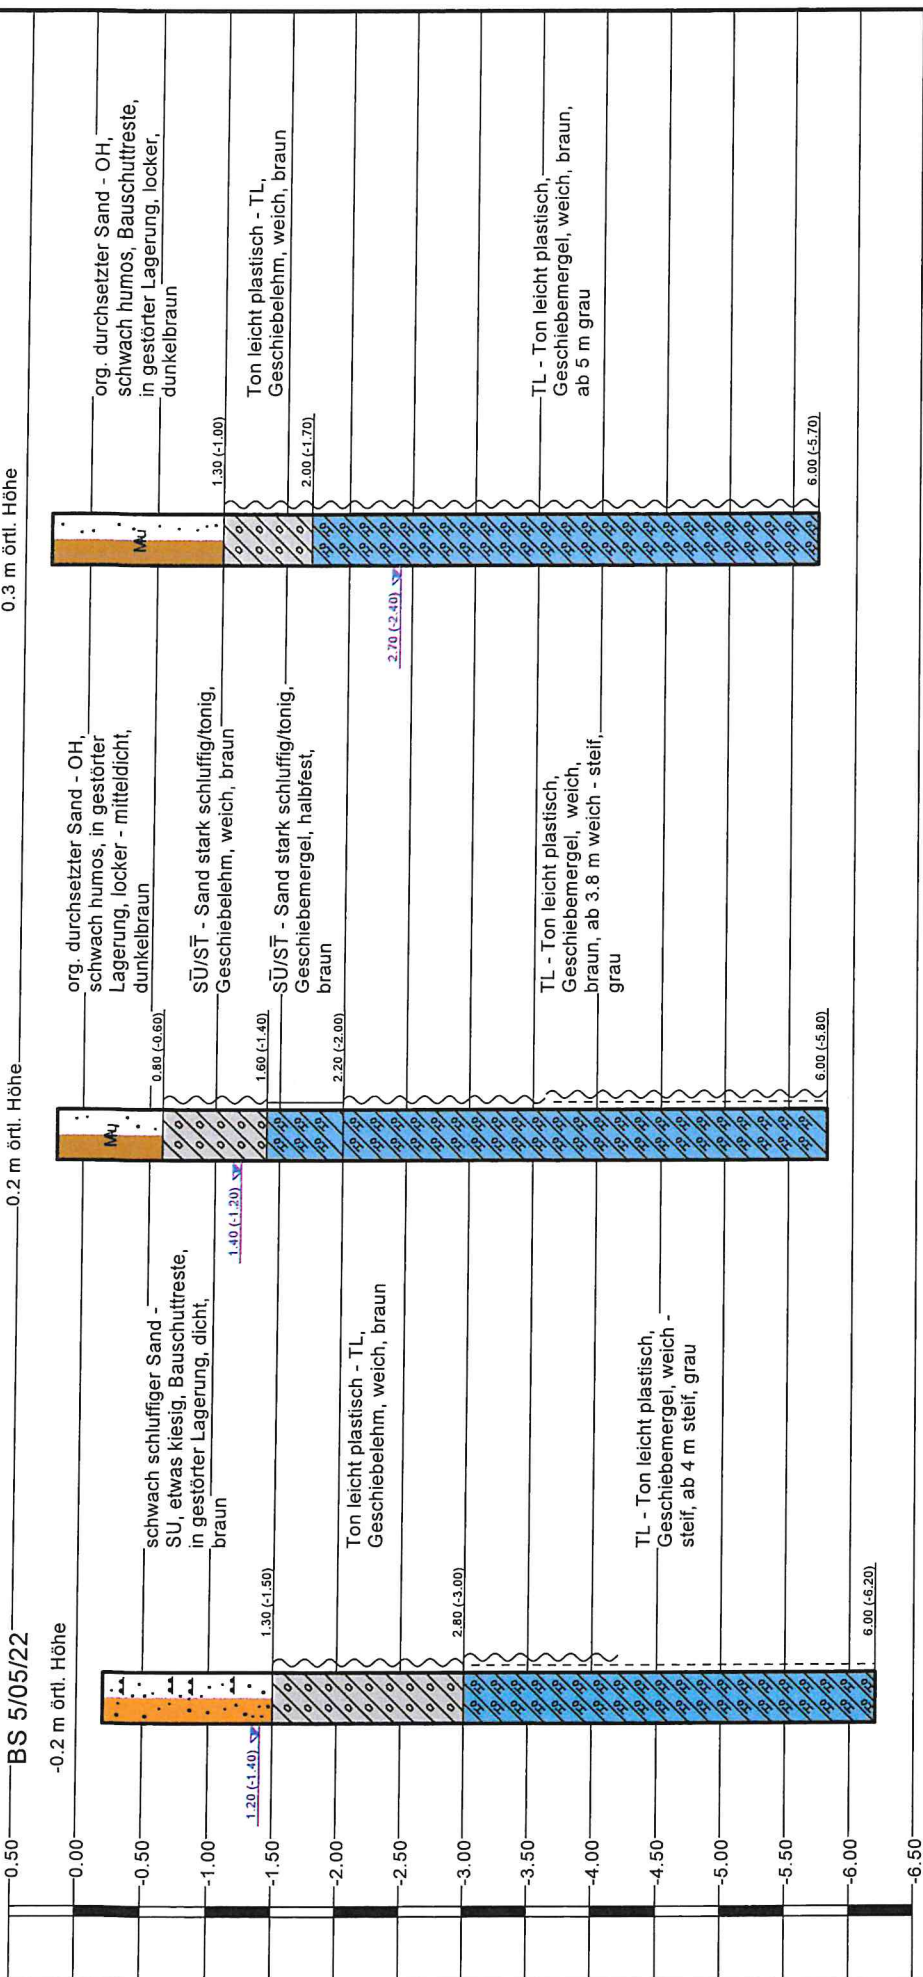 BS 5/05/22
-0.2 m örtl. Höhe
0.2 m örtl. Höhe
0.3 m örtl. Höhe
0.50
0.00
-0.50
-1.00
-1.50
-2.00
-2.50
-3.00
-3.50
-4.00
-4.50
-5.00
-5.50
-6.00
-6.50
schwach schluffiger Sand -
SU, etwas kiesig, Bauschuttreste,
in gestörter Lagerung, dicht,
braun
1.30 (-1.50)
1.20 (-1.40)
Ton leicht plastisch - TL,
Geschiebelehm, weich, braun
2.80 (-3.00)
TL - Ton leicht plastisch,
Geschiebemergel, weich -
steif, ab 4 m steif, grau
6.00 (-6.20)
Mu
org. durchsetzter Sand - OH,
schwach humos, in gestörter
Lagerung, locker - mitteldicht,
dunkelbraun
0.80 (-0.60)
SŪ/ST̄ - Sand stark schluffig/tonig,
Geschiebelehm, weich, braun
1.40 (-1.20)
1.60 (-1.40)
SŪ/ST̄ - Sand stark schluffig/tonig,
Geschiebemergel, halbfest,
braun
2.20 (-2.00)
TL - Ton leicht plastisch,
Geschiebemergel, weich,
braun, ab 3.8 m weich - steif,
grau
6.00 (-5.80)
Mu
org. durchsetzter Sand - OH,
schwach humos, Bauschuttreste,
in gestörter Lagerung, locker,
dunkelbraun
1.30 (-1.00)
Ton leicht plastisch - TL,
Geschiebelehm, weich, braun
2.00 (-1.70)
2.70 (-2.40)
TL - Ton leicht plastisch,
Geschiebemergel, weich, braun,
ab 5 m grau
6.00 (-5.70)